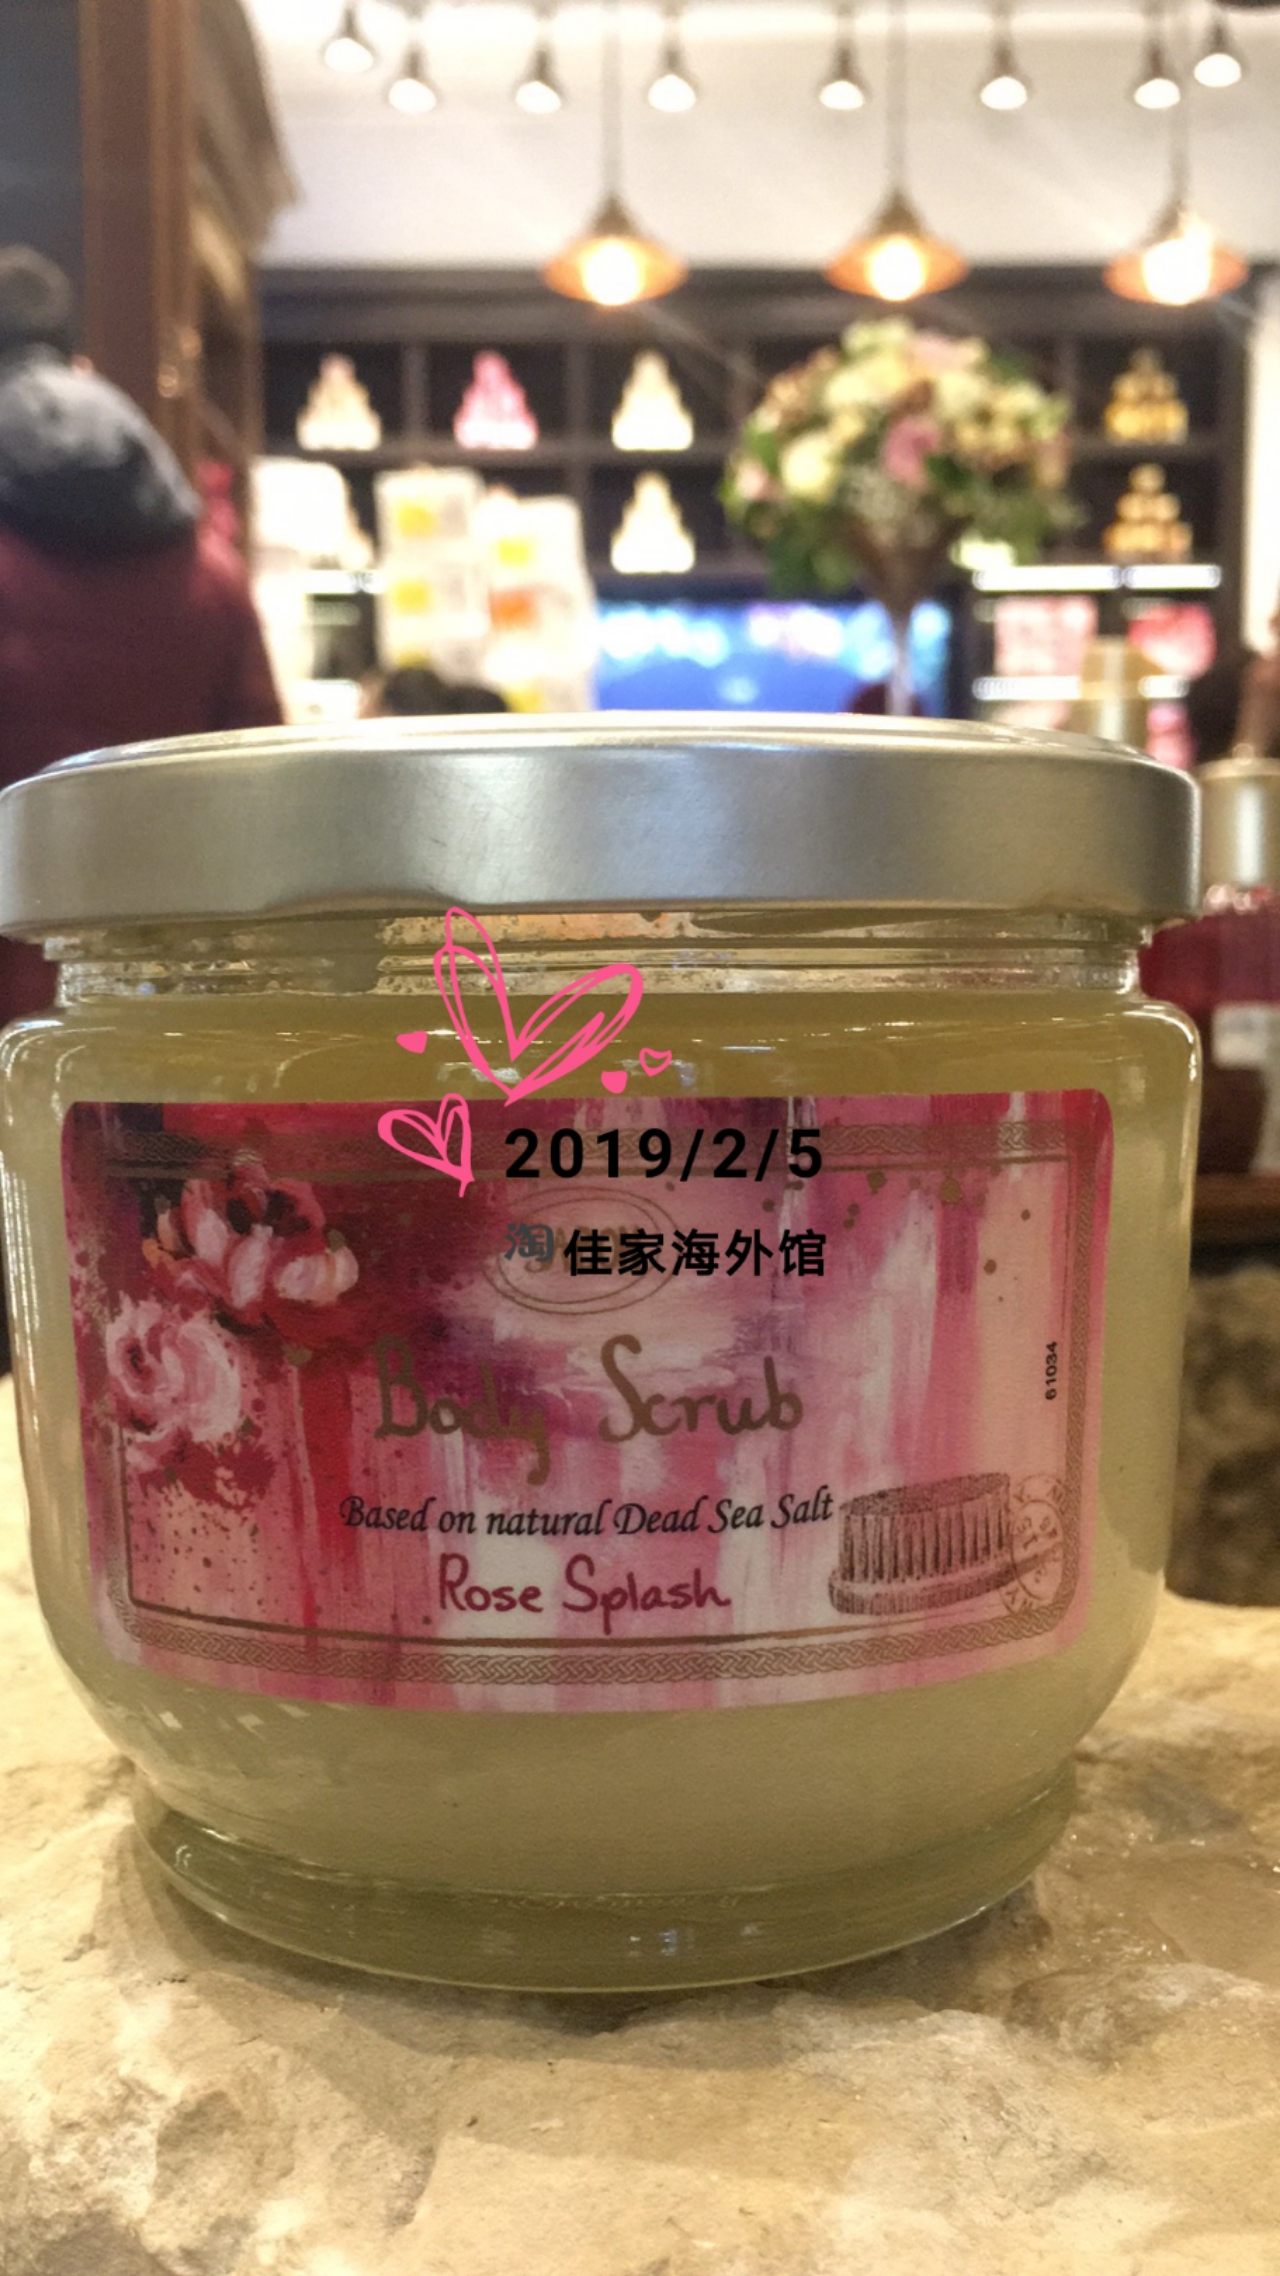 2019/2/5
淘佳家海外馆
Body Scrub
61034
Based on natural Dead Sea Salt
Rose Splash